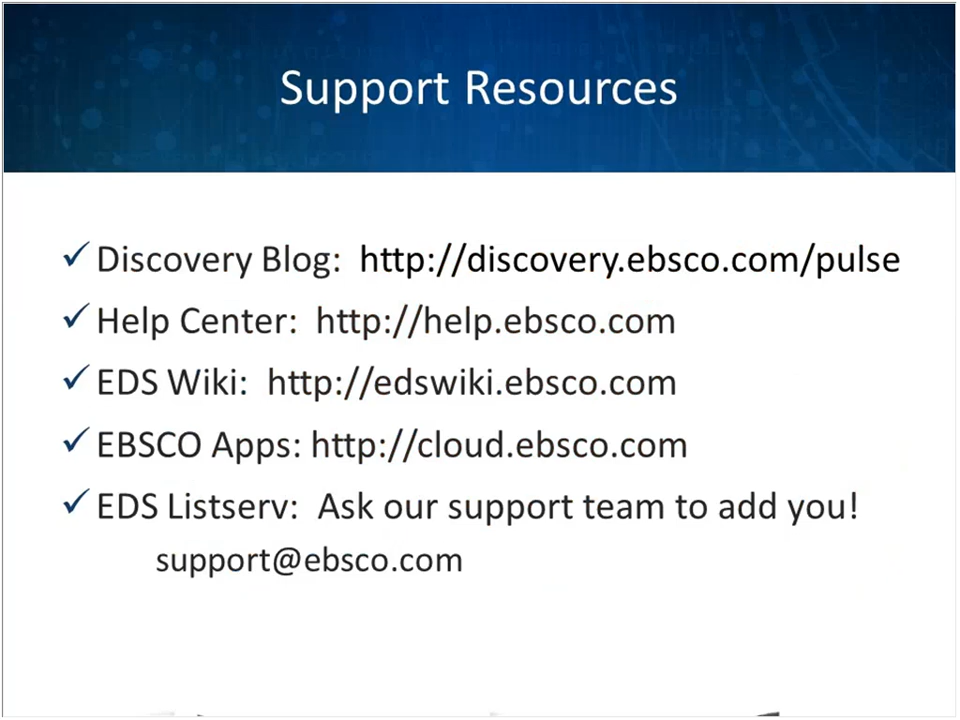 Support Resources
Discovery Blog: http://discovery.ebsco.com/pulse
Help Center: http://help.ebsco.com
EDS Wiki: http://edswiki.ebsco.com
EBSCO Apps: http://cloud.ebsco.com
EDS Listserv: Ask our support team to add you!
support@ebsco.com